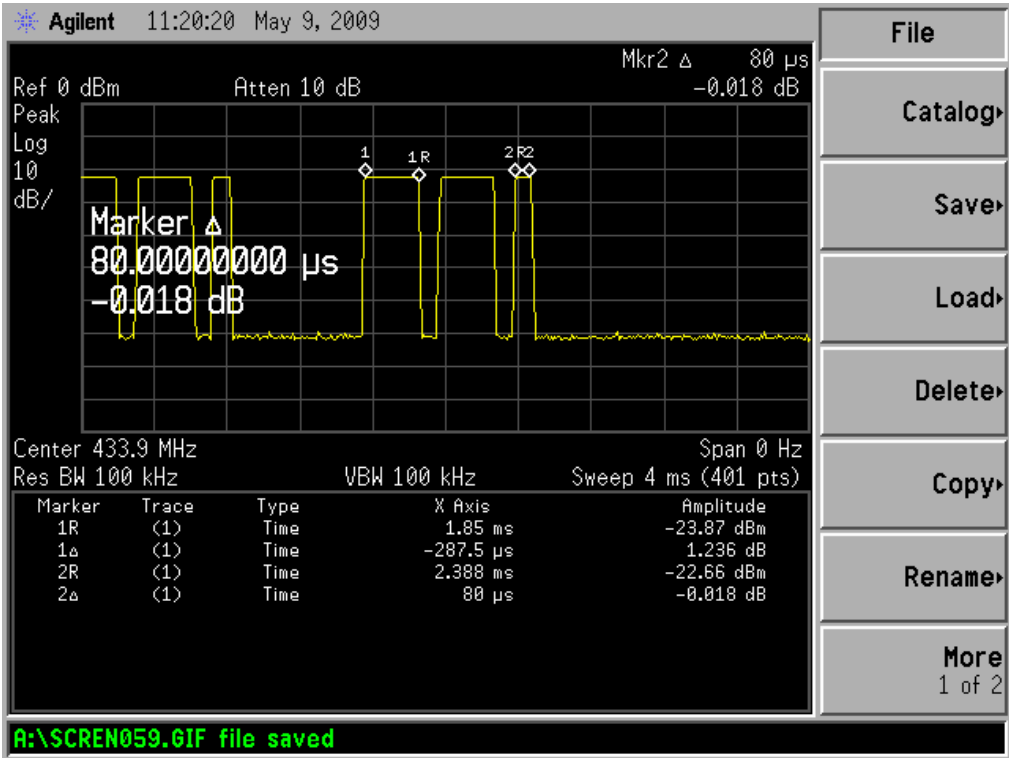 Agilent 11:20:20 May 9, 2009
Mkr2 Δ 80 µs
Ref 0 dBm Atten 10 dB -0.018 dB
Peak
Log
10
dB/
1 1R 2R2
Marker Δ
80.00000000 µs
-0.018 dB
Center 433.9 MHz Span 0 Hz
Res BW 100 kHz VBW 100 kHz Sweep 4 ms (401 pts)
Marker Trace Type X Axis Amplitude
1R (1) Time 1.85 ms -23.87 dBm
1Δ (1) Time -287.5 µs 1.236 dB
2R (1) Time 2.388 ms -22.66 dBm
2Δ (1) Time 80 µs -0.018 dB
A:\SCREN059.GIF file saved
File
Catalog
Save
Load
Delete
Copy
Rename
More
1 of 2